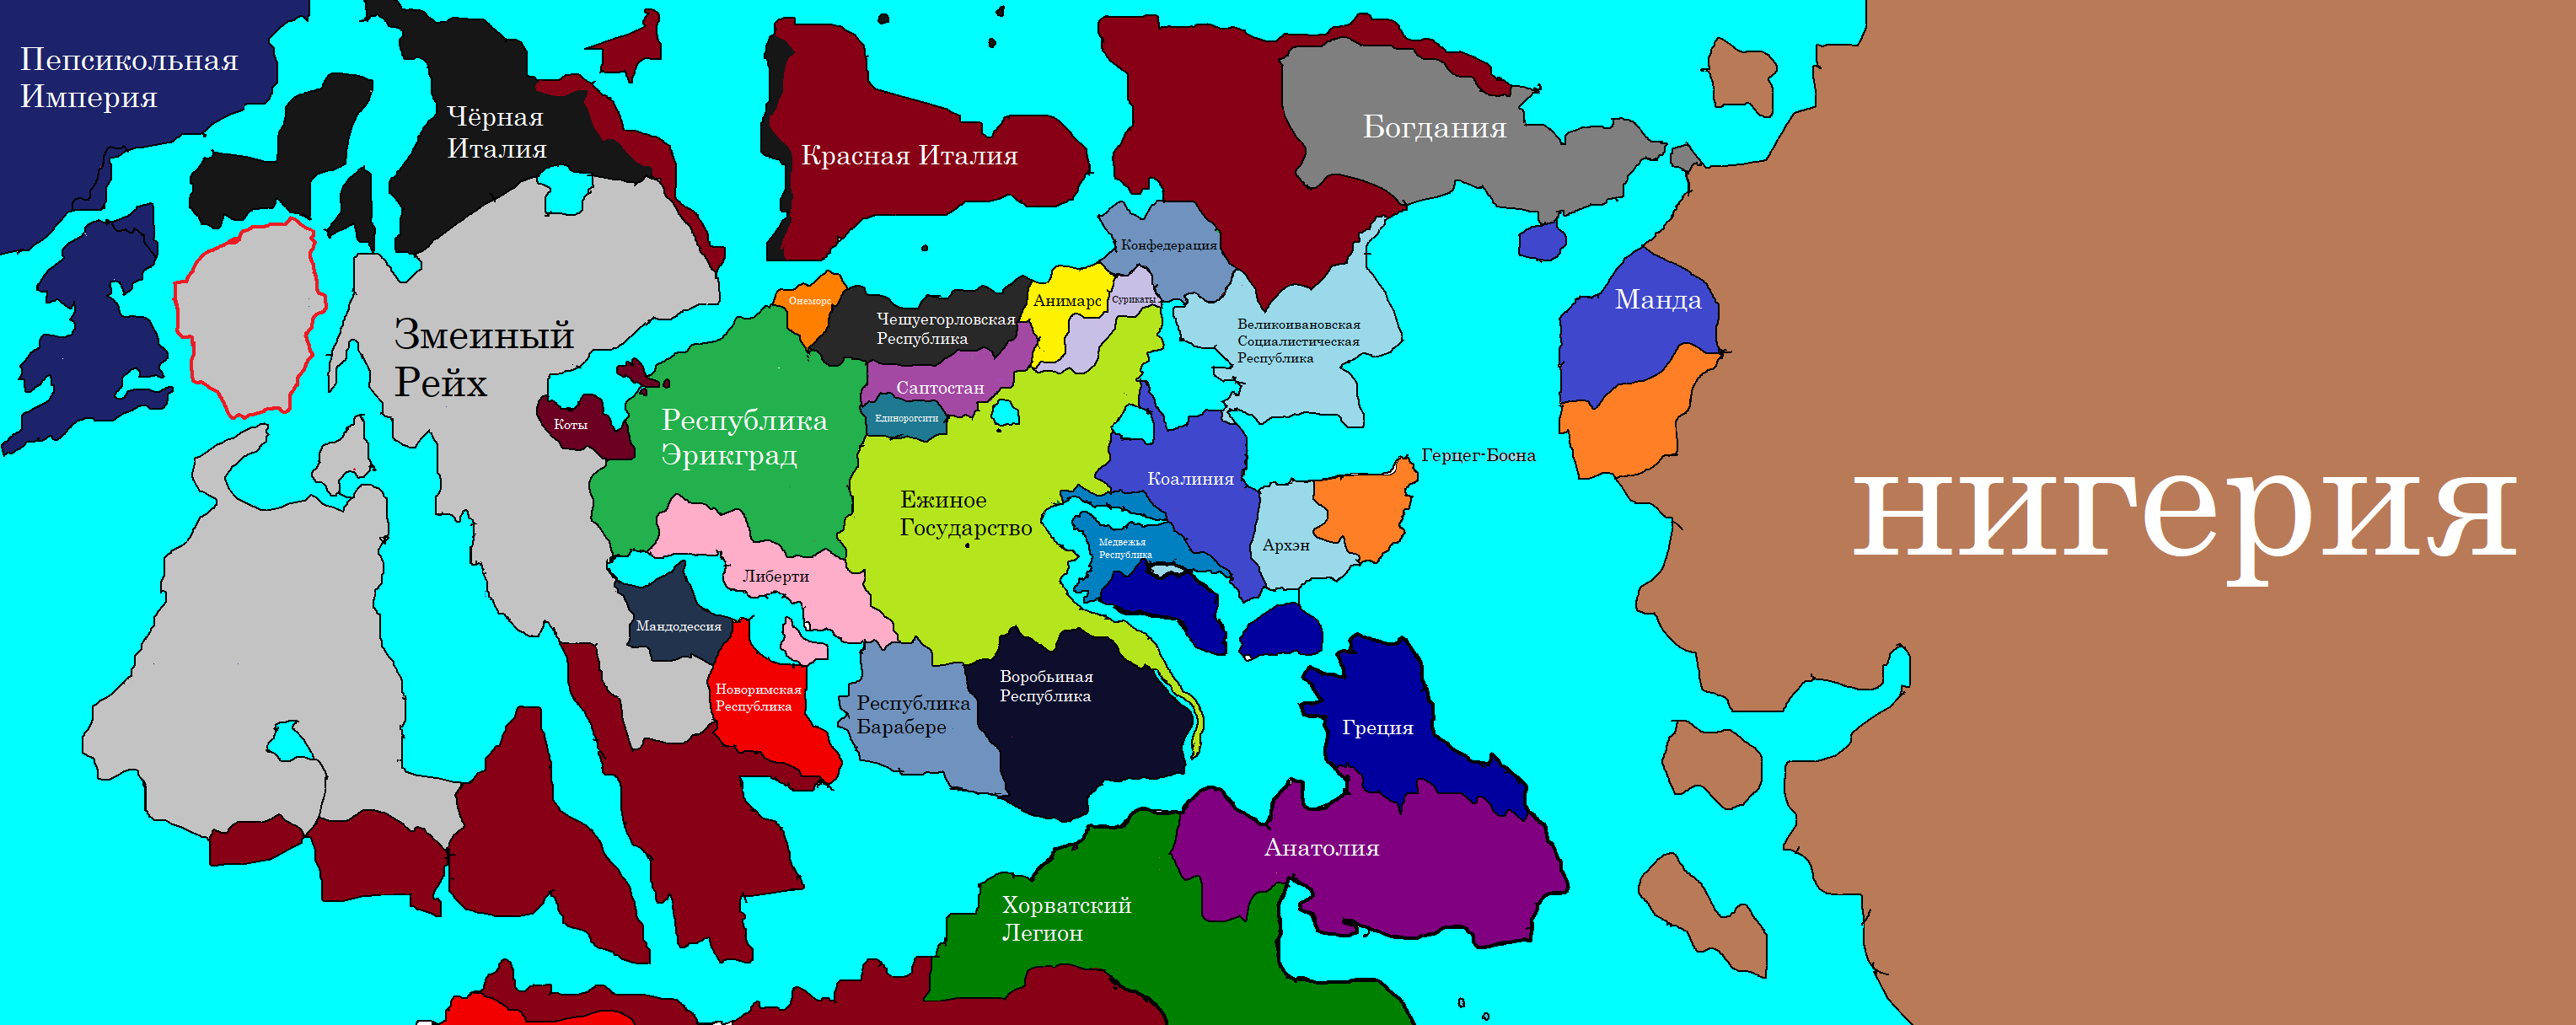 Пепсикольная
Империя
Чёрная
Италия
Красная Италия
Богдания
Конфедерация
Онеморс
Анимарс
Сурикаты
Манда
Змеиный
Рейх
Чешуегорловская
Республика
Великоивановская
Социалистическая
Республика
Саптостан
Единорогсити
Коты
Республика
Эрикград
Герцег-Босна
Коалиния
Ежиное
Государство
нигерия
Медвежья
Республика
Архэн
Либерти
Мандодессия
Новоримская
Республика
Республика
Барабере
Воробьиная
Республика
Греция
Анатолия
Хорватский
Легион